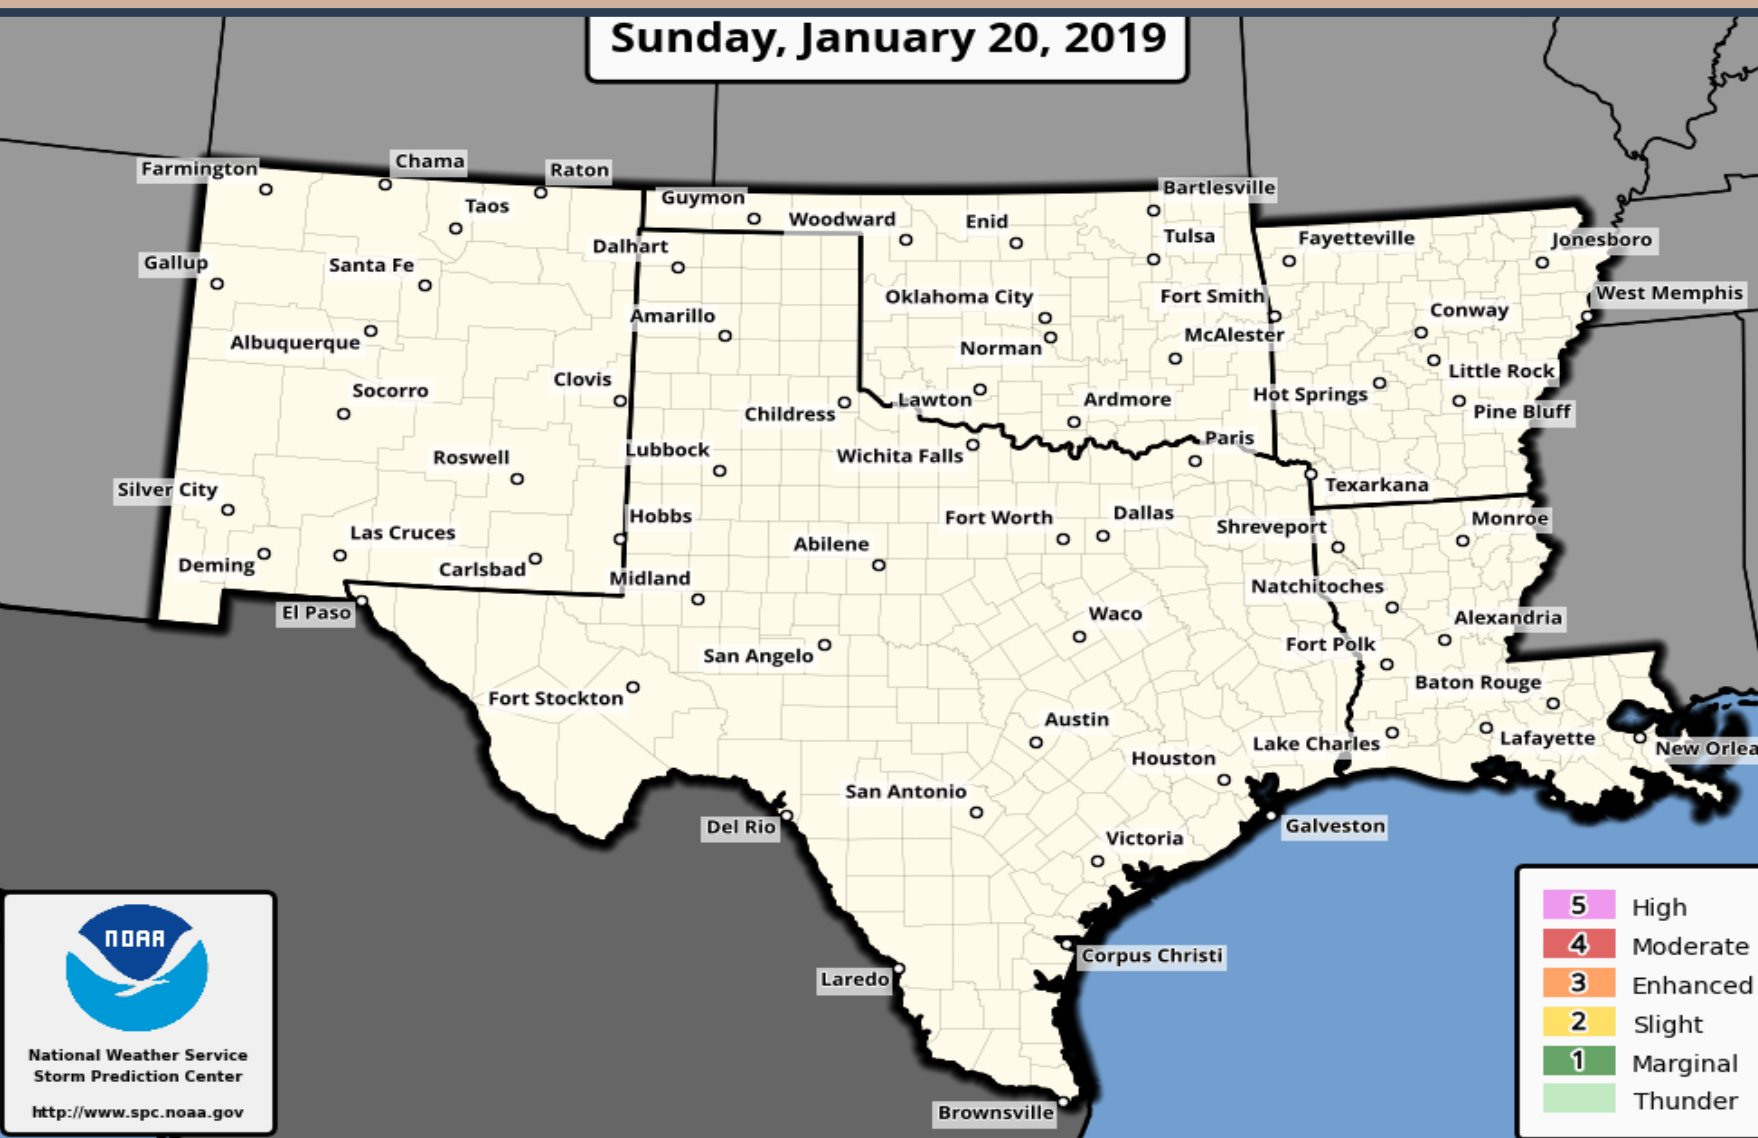 Sunday, January 20, 2019
Farmington
Chama
Raton
Taos
Guymon
Woodward
Enid
Bartlesville
Tulsa
Fayetteville
Jonesboro
Gallup
Santa Fe
Dalhart
Oklahoma City
Fort Smith
West Memphis
Albuquerque
Amarillo
Norman
McAlester
Conway
Socorro
Clovis
Childress
Lawton
Ardmore
Hot Springs
Little Rock
Pine Bluff
Roswell
Lubbock
Wichita Falls
Paris
Texarkana
Silver City
Las Cruces
Hobbs
Abilene
Fort Worth
Dallas
Shreveport
Monroe
Deming
Carlsbad
Midland
El Paso
Waco
Natchitoches
Alexandria
San Angelo
Fort Polk
Fort Stockton
Baton Rouge
Austin
Houston
Lake Charles
Lafayette
New Orlea
San Antonio
Del Rio
Victoria
Galveston
Corpus Christi
Laredo
Brownsville
NOAA
National Weather Service
Storm Prediction Center
http://www.spc.noaa.gov
5 High
4 Moderate
3 Enhanced
2 Slight
1 Marginal
Thunder